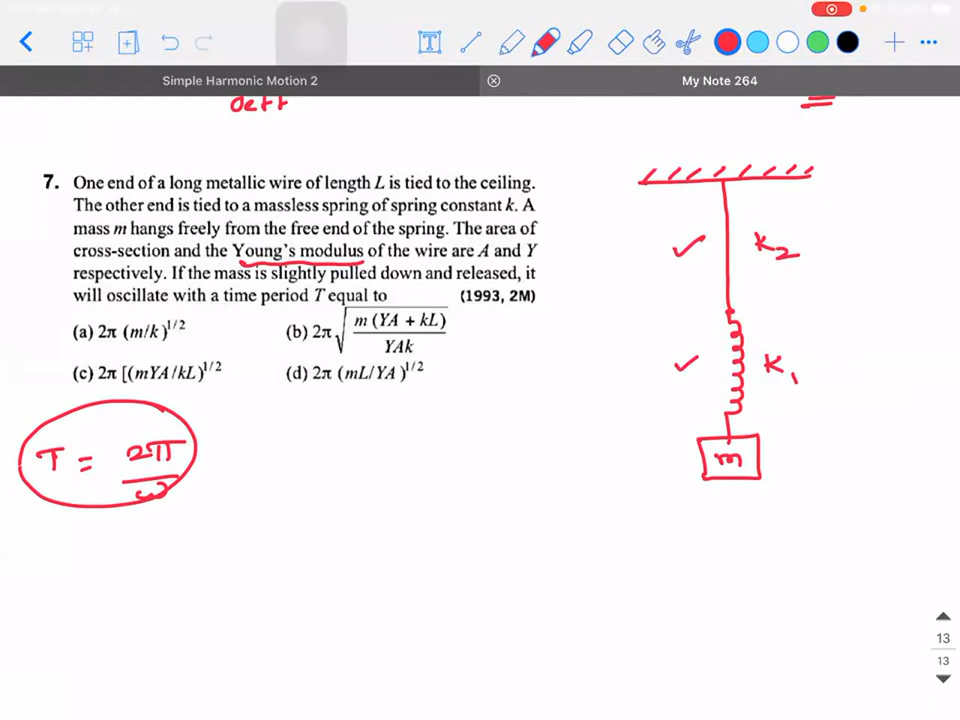 Simple Harmonic Motion 2
My Note 264
7. One end of a long metallic wire of length L is tied to the ceiling.
The other end is tied to a massless spring of spring constant k. A
mass m hangs freely from the free end of the spring. The area of
cross-section and the Young's modulus of the wire are A and Y
respectively. If the mass is slightly pulled down and released, it
will oscillate with a time period T equal to (1993, 2M)
(a) 2π (m/k)^1/2 (b) 2π √(m (YA + kL)/YAk)
(c) 2π [(mYA/kL)^1/2 (d) 2π (mL/YA)^1/2
T = 2π/ω
K2
K1
m
13
13